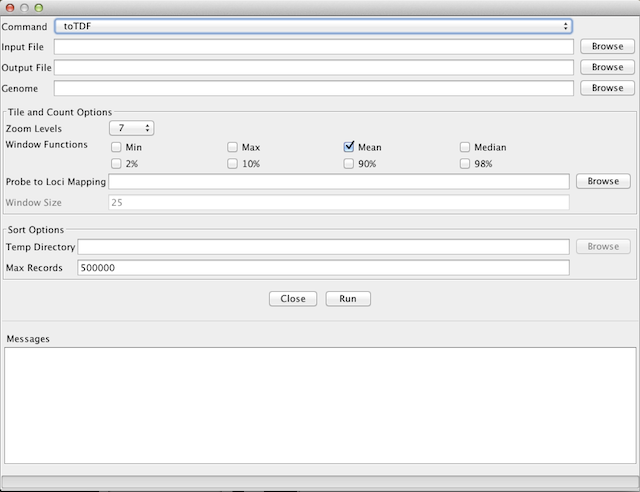 Command toTDF
Input File Browse
Output File Browse
Genome Browse
Tile and Count Options
Zoom Levels 7
Window Functions Min Max Mean Median
2% 10% 90% 98%
Probe to Loci Mapping Browse
Window Size 25
Sort Options
Temp Directory Browse
Max Records 500000
Close Run
Messages